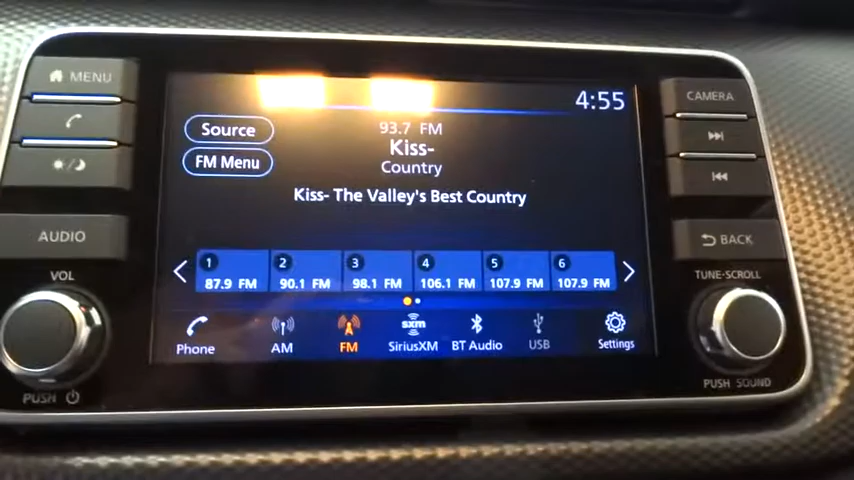 MENU
CAMERA
4:55
Source
93.7 FM
Kiss-
FM Menu
Country
Kiss- The Valley's Best Country
AUDIO
BACK
1 2 3 4 5 6
87.9 FM 90.1 FM 98.1 FM 106.1 FM 107.9 FM 107.9 FM
VOL
TUNE·SCROLL
sxm
Phone AM FM SiriusXM BT Audio USB Settings
PUSH
PUSH SOUND